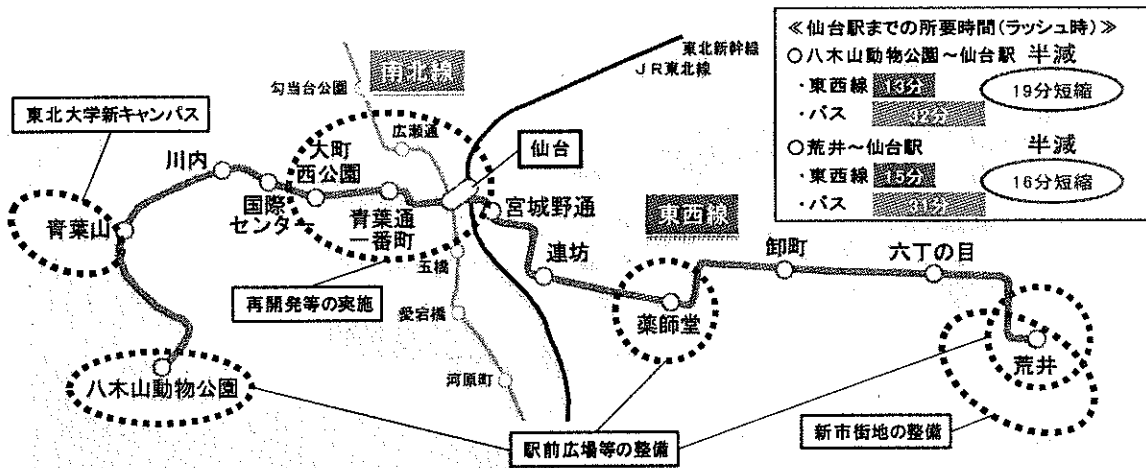 ≪仙台駅までの所要時間(ラッシュ時)≫
○八木山動物公園～仙台駅 半減
・東西線 13分
19分短縮
・バス 32分
○荒井～仙台駅 半減
・東西線 15分
16分短縮
・バス 31分
東北新幹線
JR東北線
南北線
勾当台公園
広瀬通
東北大学新キャンパス
川内
大町
西公園
仙台
国際
センター
青葉通
一番町
宮城野通
東西線
青葉山
連坊
卸町
六丁の目
玉橋
再開発等の実施
愛宕橋
薬師堂
荒井
八木山動物公園
河原町
駅前広場等の整備
新市街地の整備